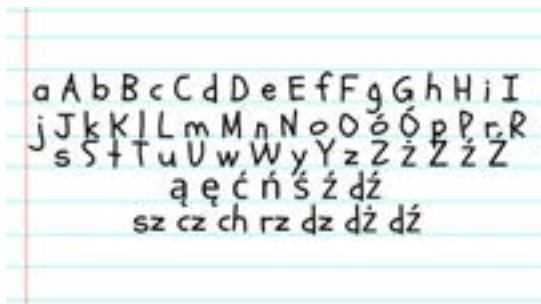 a A b B c C d D e E f F g G h H i I
j J k K l L m M n N o O ó Ó p P r R
s S t T u U w W y Y z Z ż Ż ź Ź
ą ę ć ń ś ź dź
sz cz ch rz dz dż dź